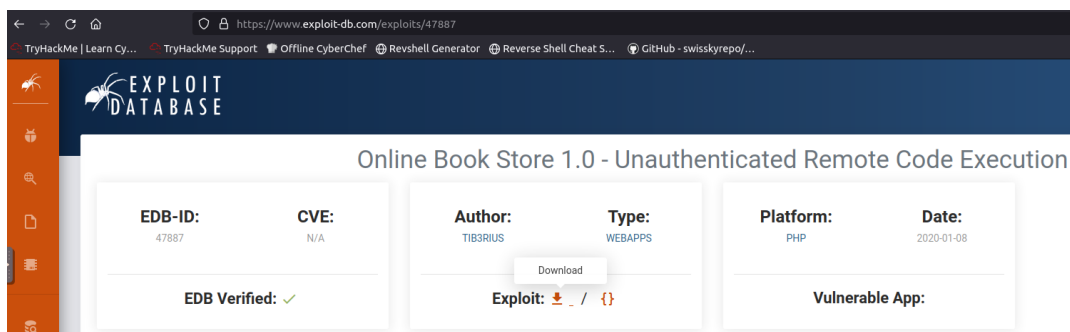 https://www.exploit-db.com/exploits/47887
TryHackMe | Learn Cy... TryHackMe Support Offline CyberChef Revshell Generator Reverse Shell Cheat S... GitHub - swisskyrepo/...
EXPLOIT
DATABASE
Online Book Store 1.0 - Unauthenticated Remote Code Execution
EDB-ID: CVE: Author: Type: Platform: Date:
47887 N/A TIB3RIUS WEBAPPS PHP 2020-01-08
Download
EDB Verified: ✓ Exploit: _ / {} Vulnerable App: